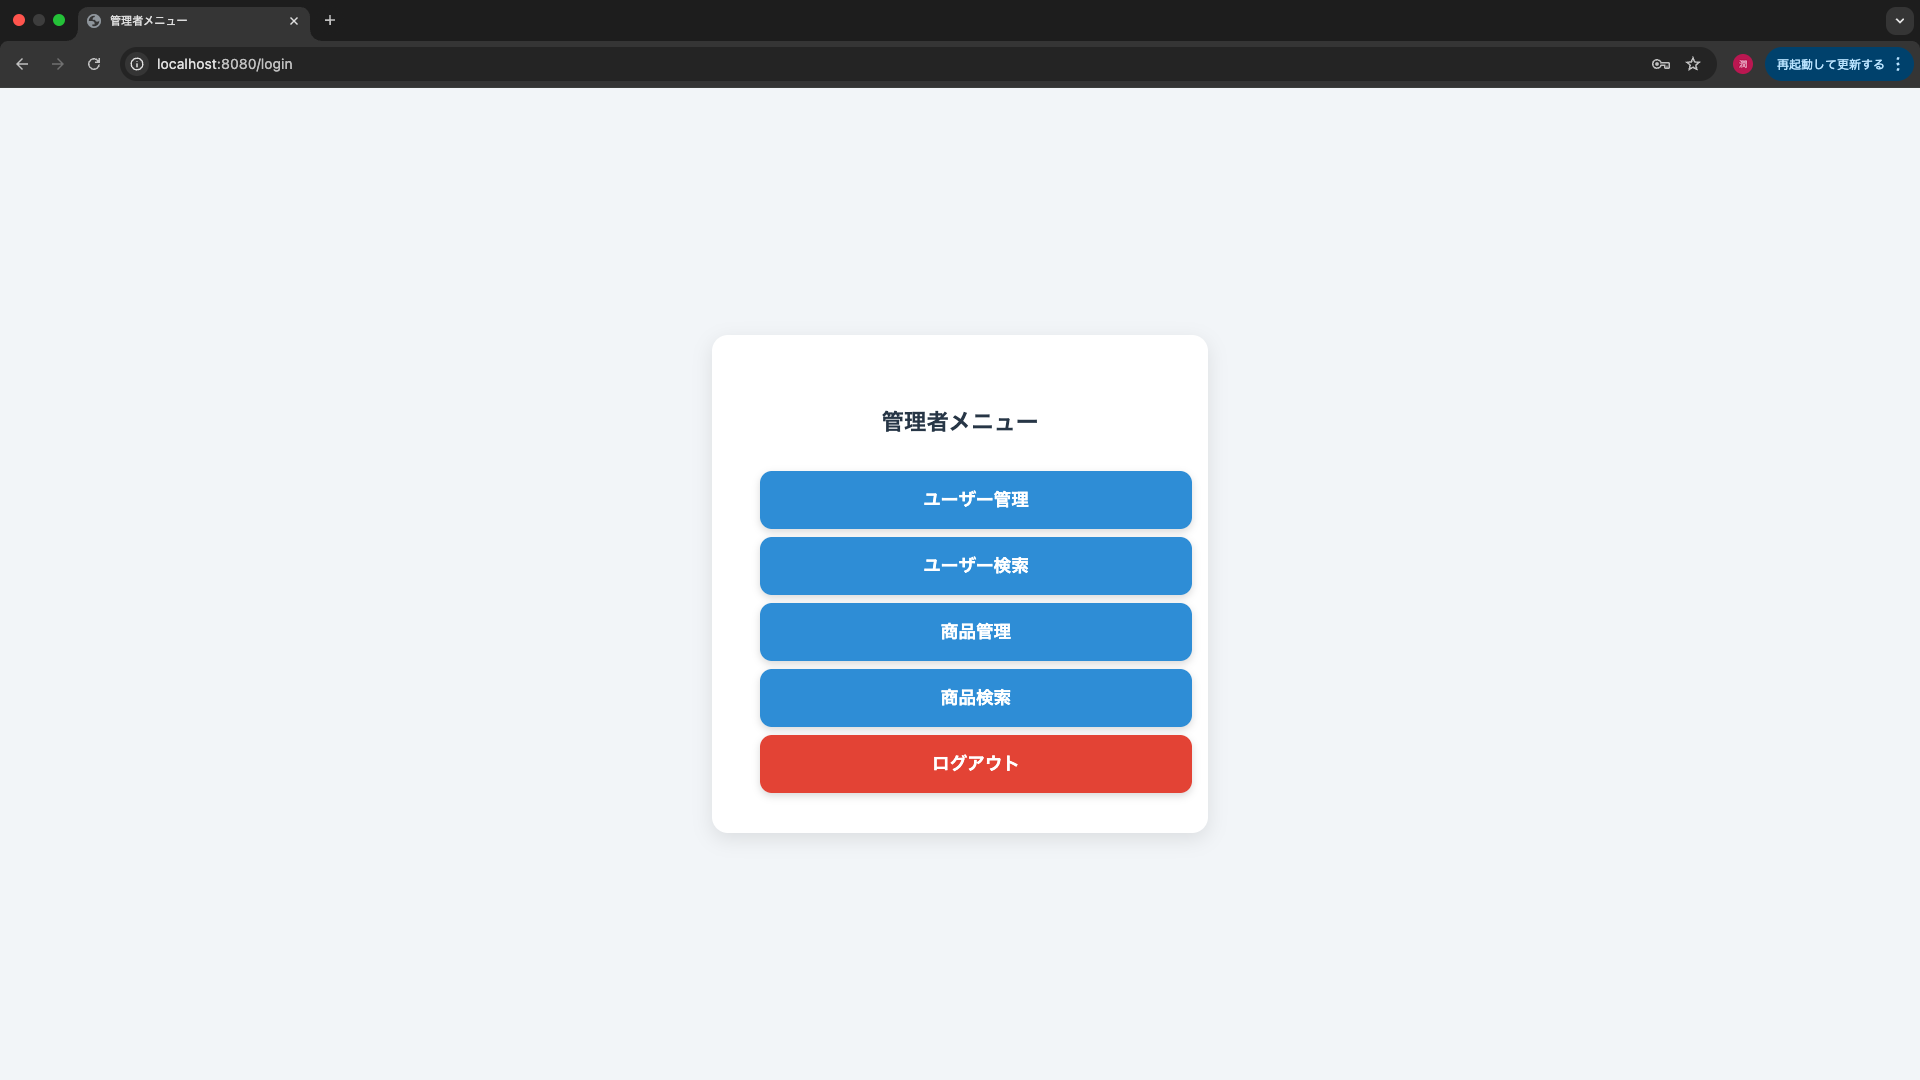 管理者メニュー
localhost:8080/login
潤
再起動して更新する
管理者メニュー
ユーザー管理
ユーザー検索
商品管理
商品検索
ログアウト